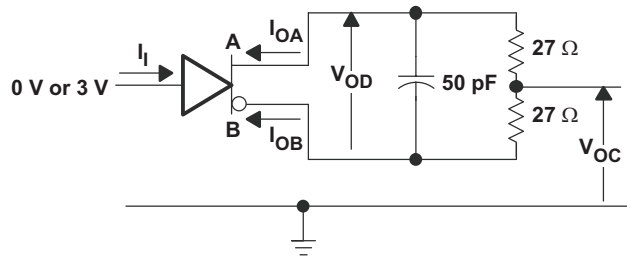 A
I_OA
I_I
0 V or 3 V
B
I_OB
V_OD
50 pF
27 Ω
27 Ω
V_OC